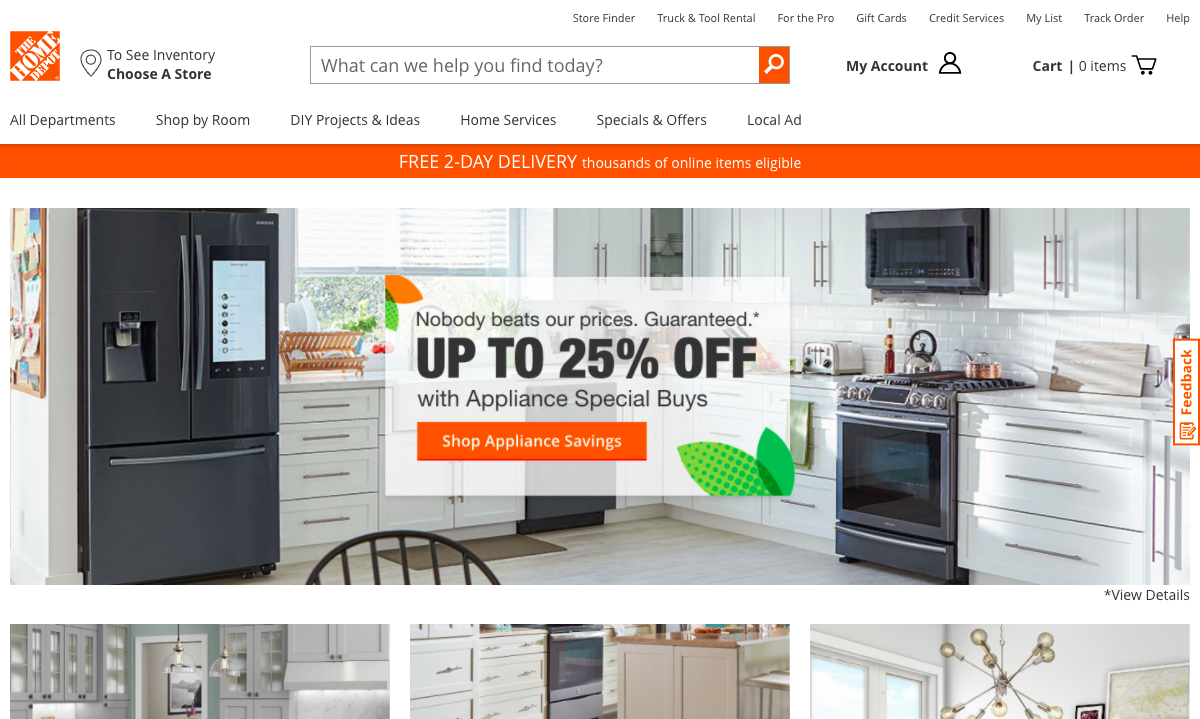 Store Finder
Truck & Tool Rental
For the Pro
Gift Cards
Credit Services
My List
Track Order
Help
THE HOME DEPOT
To See Inventory
Choose A Store
What can we help you find today?
My Account
Cart | 0 items
All Departments
Shop by Room
DIY Projects & Ideas
Home Services
Specials & Offers
Local Ad
FREE 2-DAY DELIVERY thousands of online items eligible
SAMSUNG
Nobody beats our prices. Guaranteed.*
UP TO 25% OFF
with Appliance Special Buys
Shop Appliance Savings
Feedback
*View Details